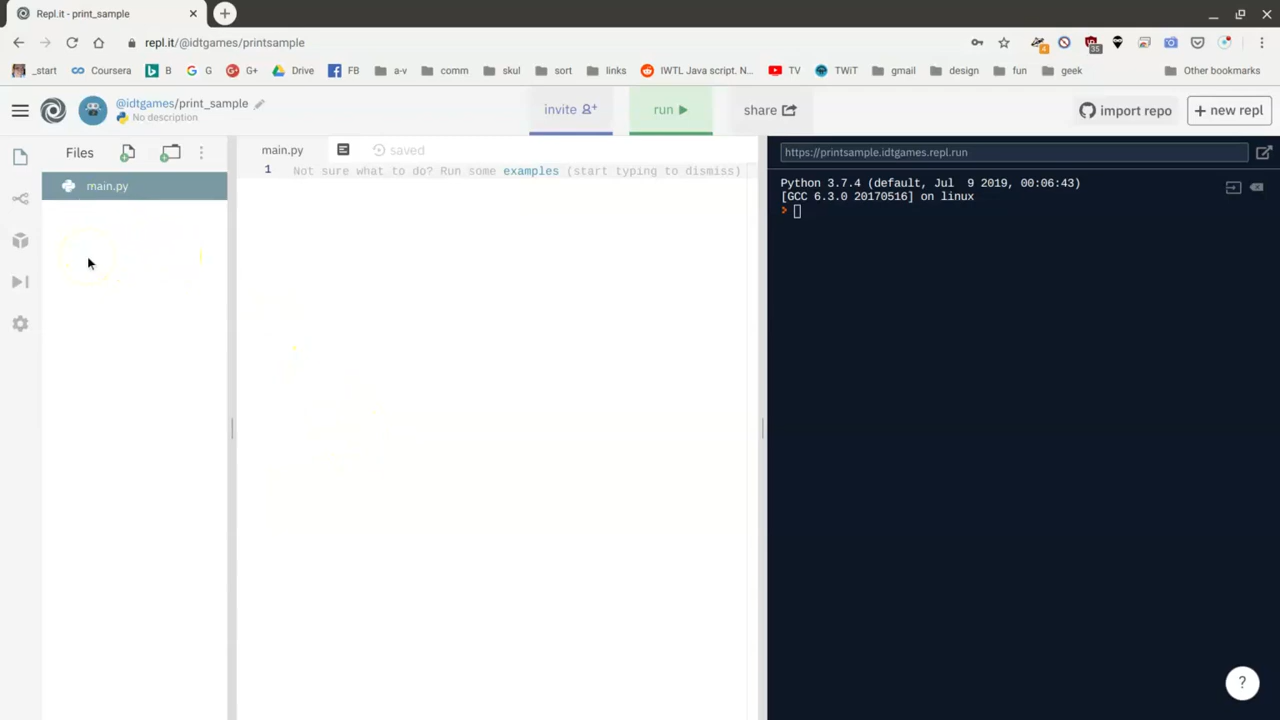 Repl.it - print_sample
repl.it/@idtgames/printsample
4
35
_start Coursera B G G+ Drive FB a-v comm skul sort links IWTL Java script. N... TV TWiT gmail design fun geek Other bookmarks
@idtgames/print_sample
No description
invite
run
share
import repo
+ new repl
Files
main.py
main.py
saved
1 Not sure what to do? Run some examples (start typing to dismiss)
https://printsample.idtgames.repl.run
Python 3.7.4 (default, Jul 9 2019, 00:06:43)
[GCC 6.3.0 20170516] on linux
>
?